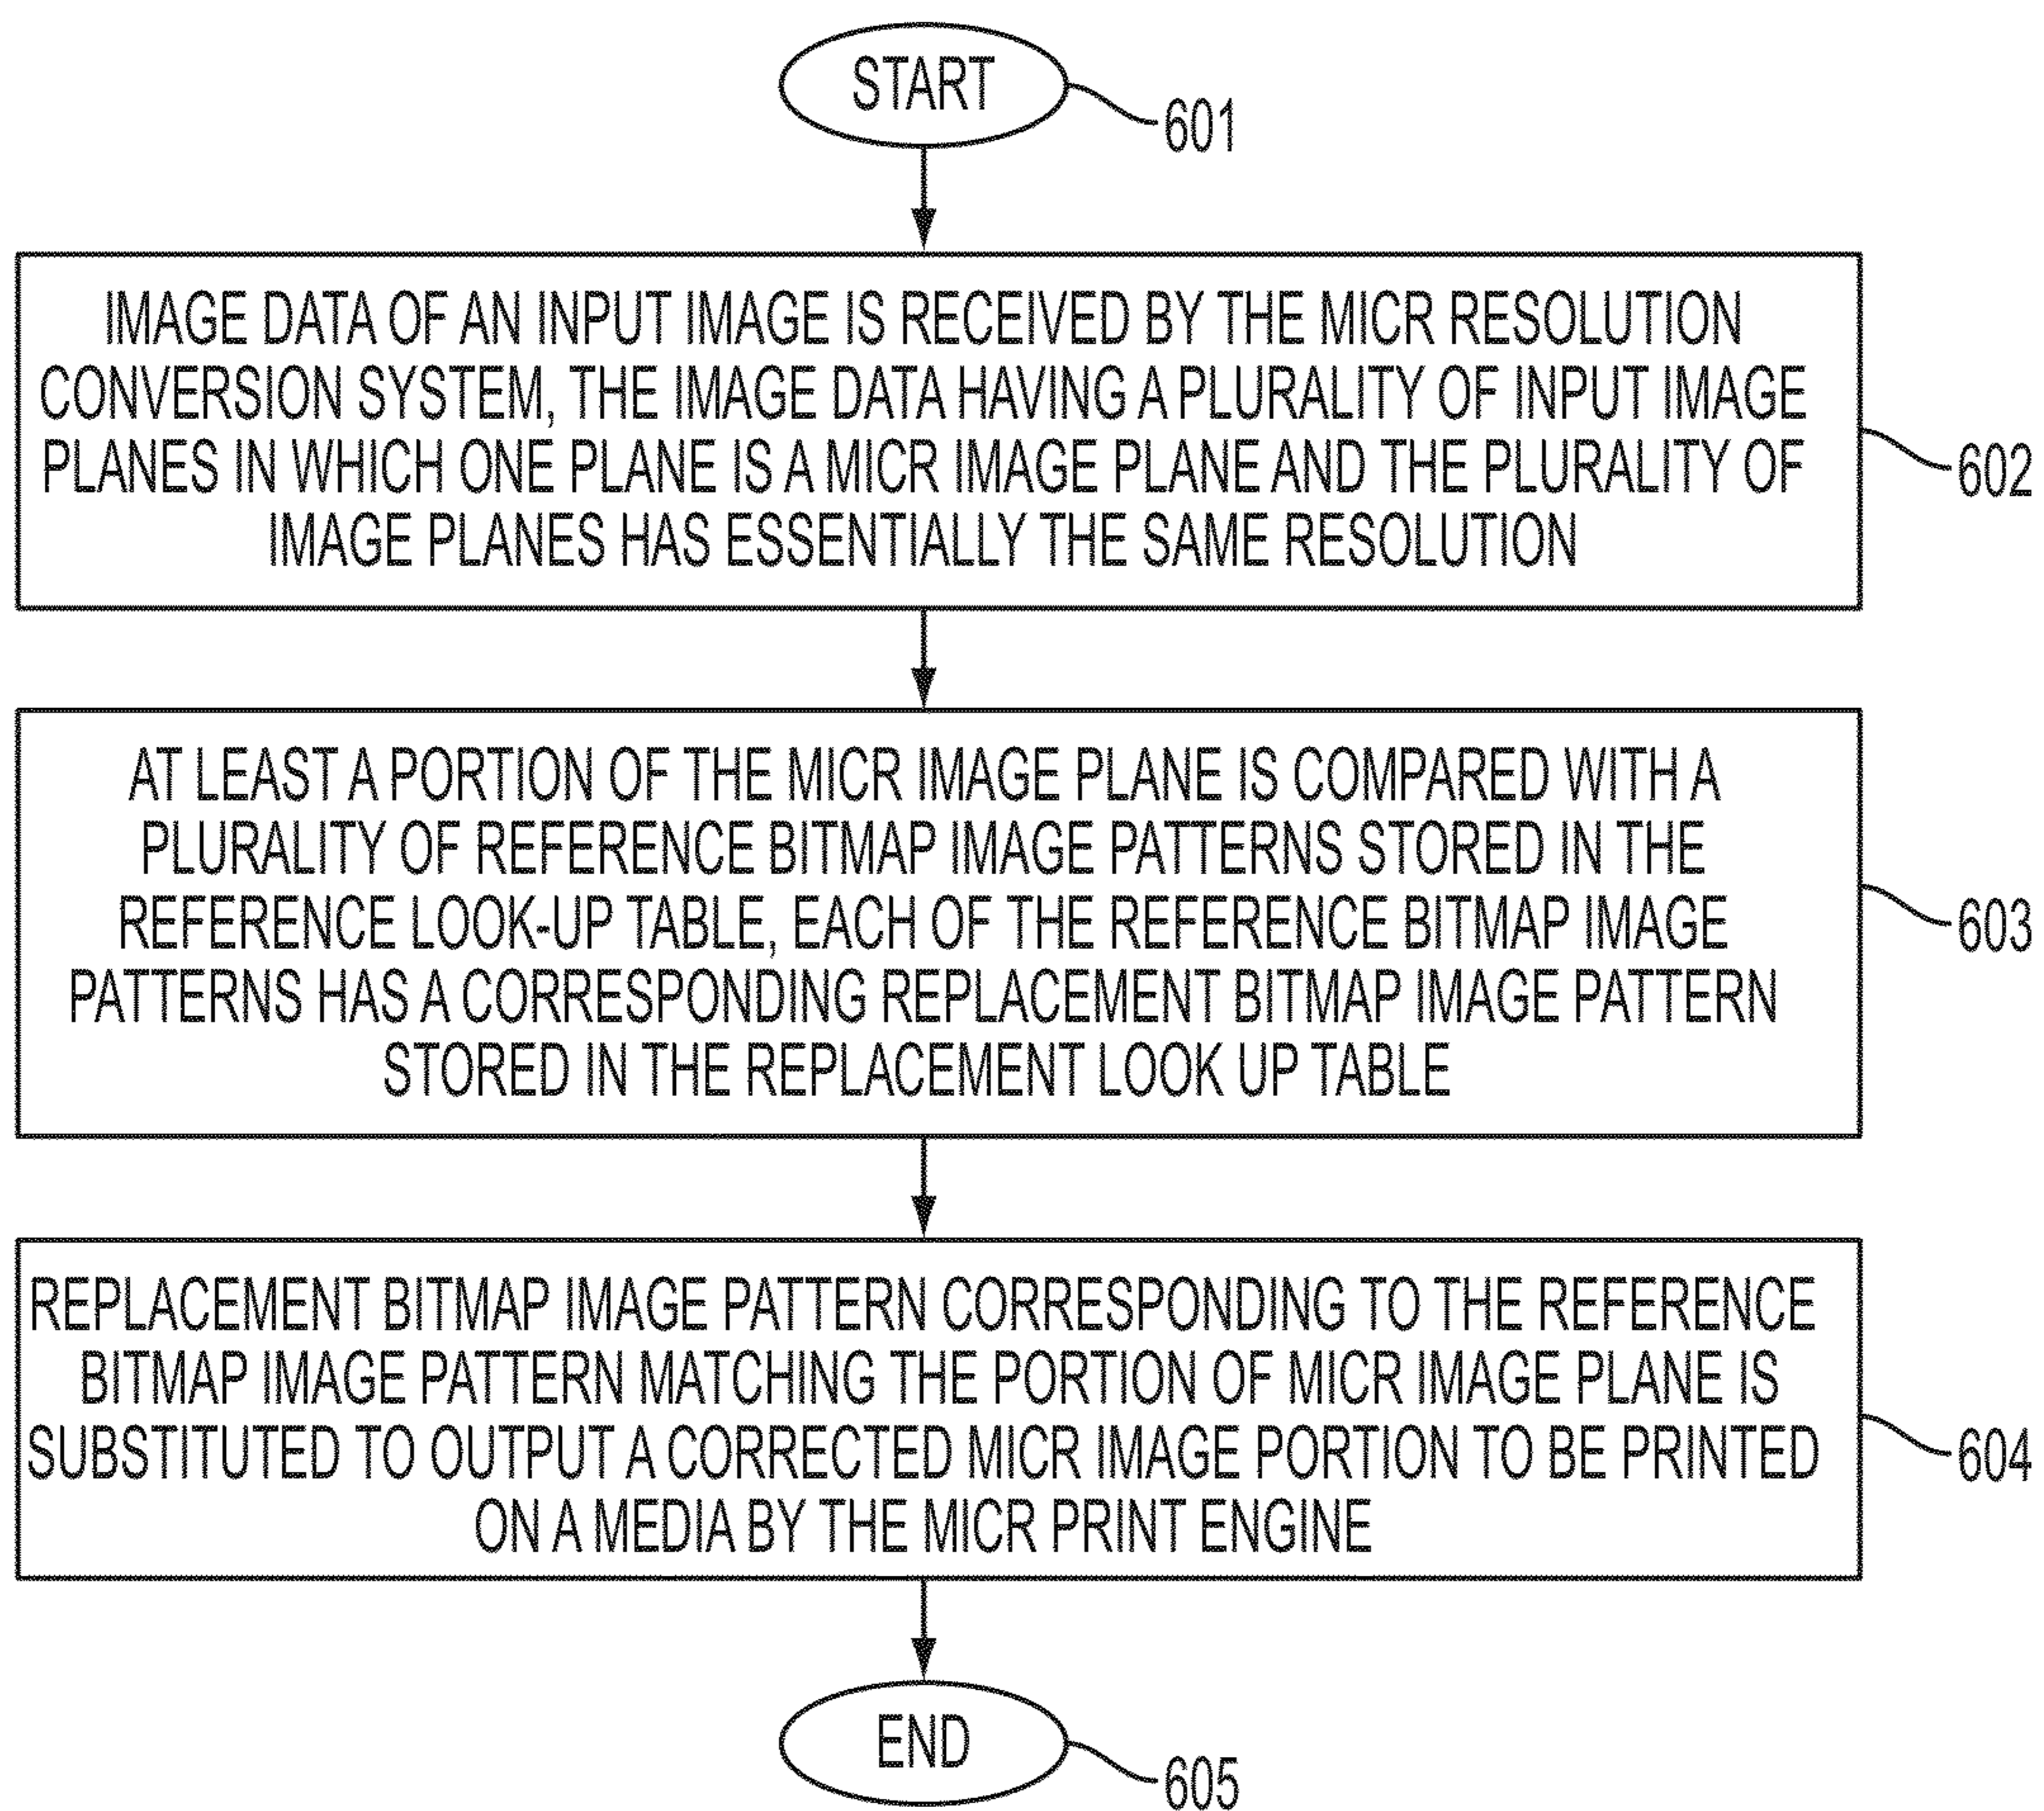 START
601
IMAGE DATA OF AN INPUT IMAGE IS RECEIVED BY THE MICR RESOLUTION
CONVERSION SYSTEM, THE IMAGE DATA HAVING A PLURALITY OF INPUT IMAGE
PLANES IN WHICH ONE PLANE IS A MICR IMAGE PLANE AND THE PLURALITY OF
IMAGE PLANES HAS ESSENTIALLY THE SAME RESOLUTION
602
AT LEAST A PORTION OF THE MICR IMAGE PLANE IS COMPARED WITH A
PLURALITY OF REFERENCE BITMAP IMAGE PATTERNS STORED IN THE
REFERENCE LOOK-UP TABLE, EACH OF THE REFERENCE BITMAP IMAGE
PATTERNS HAS A CORRESPONDING REPLACEMENT BITMAP IMAGE PATTERN
STORED IN THE REPLACEMENT LOOK UP TABLE
603
REPLACEMENT BITMAP IMAGE PATTERN CORRESPONDING TO THE REFERENCE
BITMAP IMAGE PATTERN MATCHING THE PORTION OF MICR IMAGE PLANE IS
SUBSTITUTED TO OUTPUT A CORRECTED MICR IMAGE PORTION TO BE PRINTED
ON A MEDIA BY THE MICR PRINT ENGINE
604
END
605